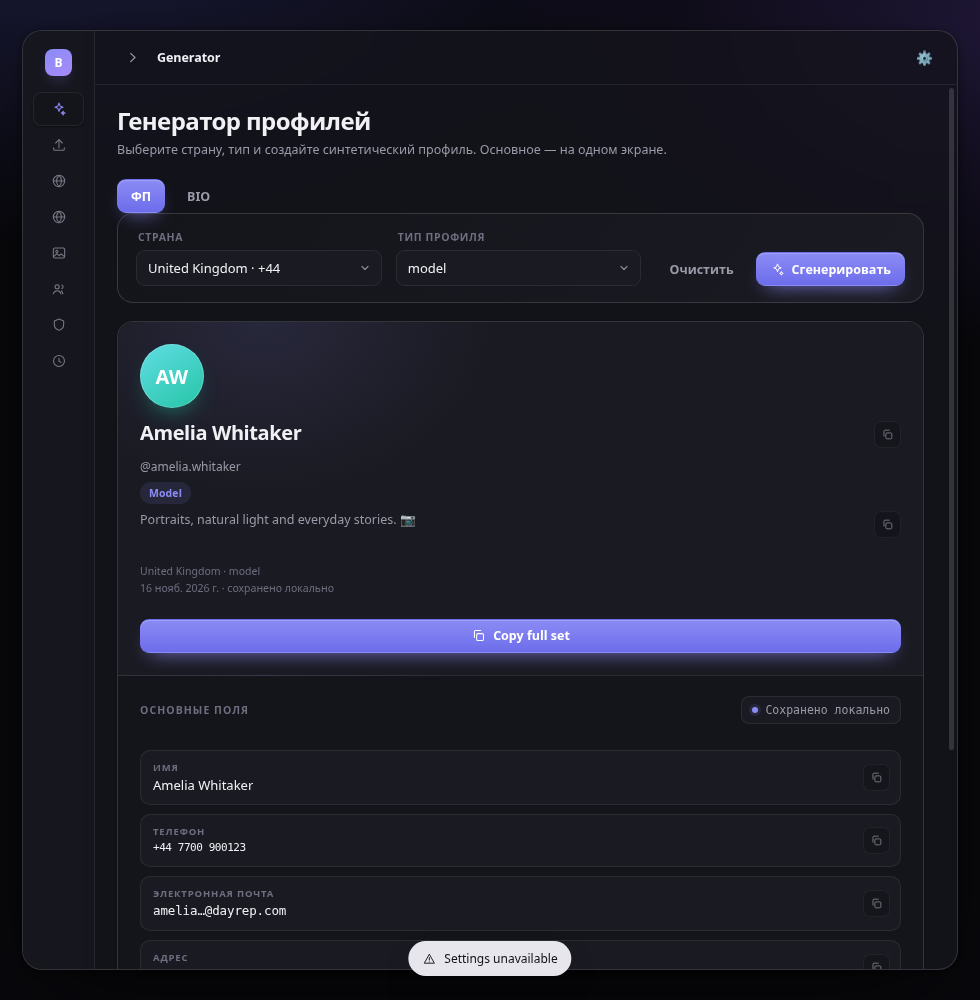 B
Generator
Генератор профилей
Выберите страну, тип и создайте синтетический профиль. Основное — на одном экране.
ФП
BIO
СТРАНА
ТИП ПРОФИЛЯ
United Kingdom · +44
model
Очистить
Сгенерировать
AW
Amelia Whitaker
@amelia.whitaker
Model
Portraits, natural light and everyday stories. 📷
United Kingdom · model
16 нояб. 2026 г. · сохранено локально
Copy full set
ОСНОВНЫЕ ПОЛЯ
Сохранено локально
ИМЯ
Amelia Whitaker
ТЕЛЕФОН
+44 7700 900123
ЭЛЕКТРОННАЯ ПОЧТА
amelia…@dayrep.com
АДРЕС
Settings unavailable